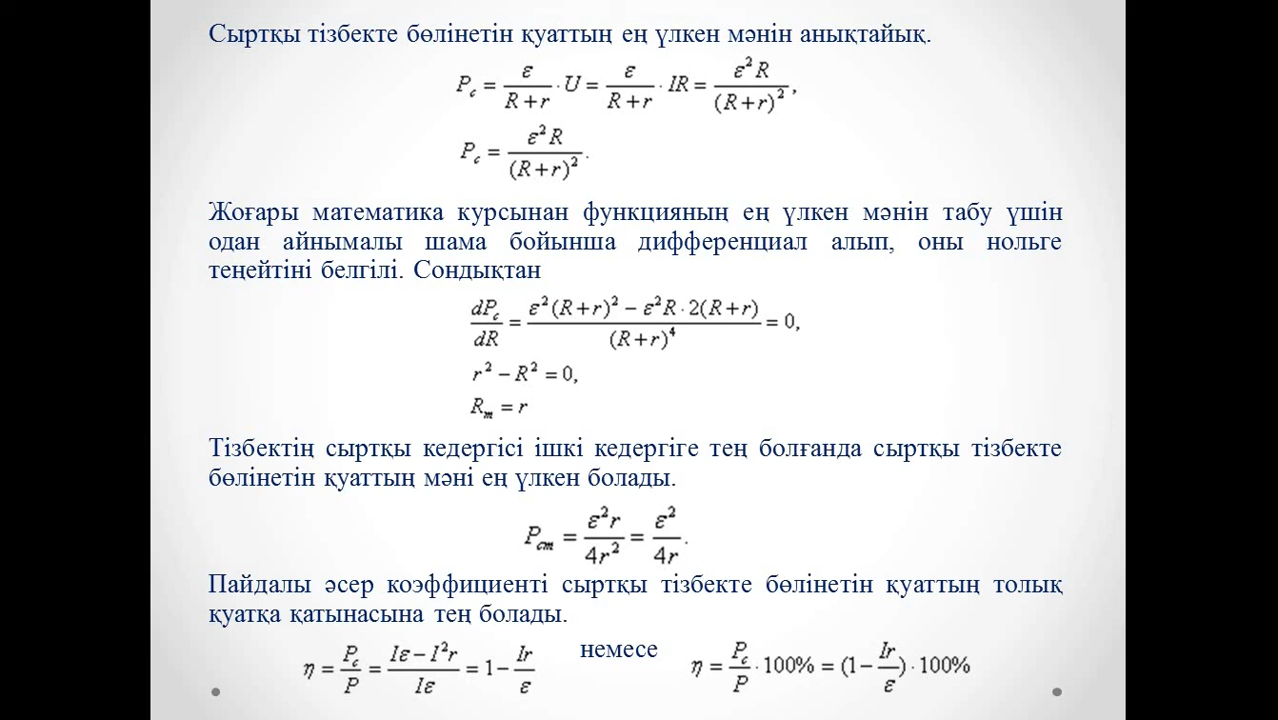 Сыртқы тізбекте бөлінетін қуаттың ең үлкен мәнін анықтайық.
P_c = ε/(R+r) · U = ε/(R+r) · IR = ε²R/(R+r)²,
P_c = ε²R/(R+r)².
Жоғары математика курсынан функцияның ең үлкен мәнін табу үшін
одан айнымалы шама бойынша дифференциал алып, оны нольге
теңейтіні белгілі. Сондықтан
dP_c/dR = (ε²(R+r)² − ε²R·2(R+r))/(R+r)⁴ = 0,
r² − R² = 0,
R_m = r
Тізбектің сыртқы кедергісі ішкі кедергіге тең болғанда сыртқы тізбекте
бөлінетін қуаттың мәні ең үлкен болады.
P_cm = ε²r/4r² = ε²/4r.
Пайдалы әсер коэффициенті сыртқы тізбекте бөлінетін қуаттың толық
қуатқа қатынасына тең болады.
η = P_c/P = (Iε − I²r)/Iε = 1 − Ir/ε немесе η = P_c/P · 100% = (1 − Ir/ε) · 100%